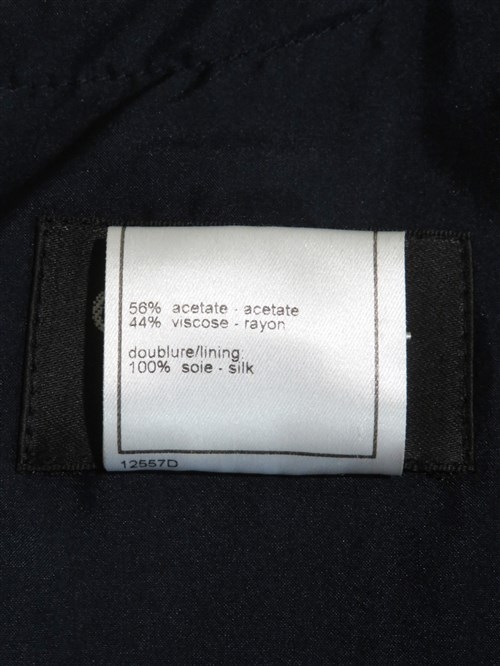 56% acetate - acetate
44% viscose - rayon
doublure/lining:
100% soie - silk
12557D